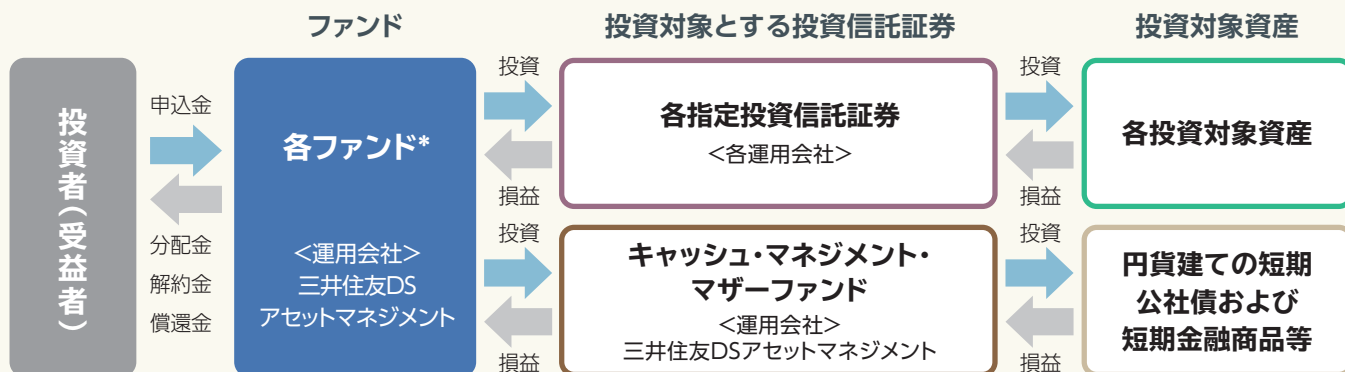 ファンド
投資対象とする投資信託証券
投資対象資産
投資者(受益者)
申込金
分配金
解約金
償還金
各ファンド*
<運用会社>
三井住友DS
アセットマネジメント
投資
損益
各指定投資信託証券
<各運用会社>
投資
損益
各投資対象資産
投資
損益
キャッシュ・マネジメント・
マザーファンド
<運用会社>
三井住友DSアセットマネジメント
投資
損益
円貨建ての短期
公社債および
短期金融商品等